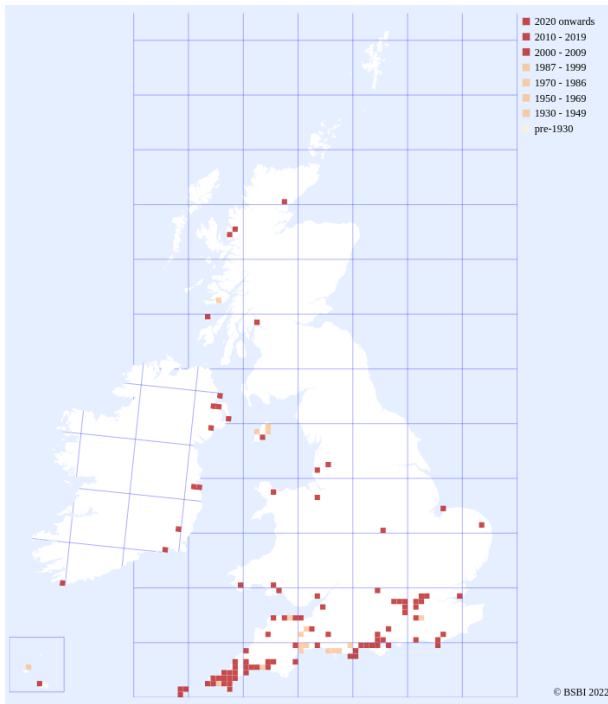 2020 onwards
2010 - 2019
2000 - 2009
1987 - 1999
1970 - 1986
1950 - 1969
1930 - 1949
pre-1930
© BSBI 2022